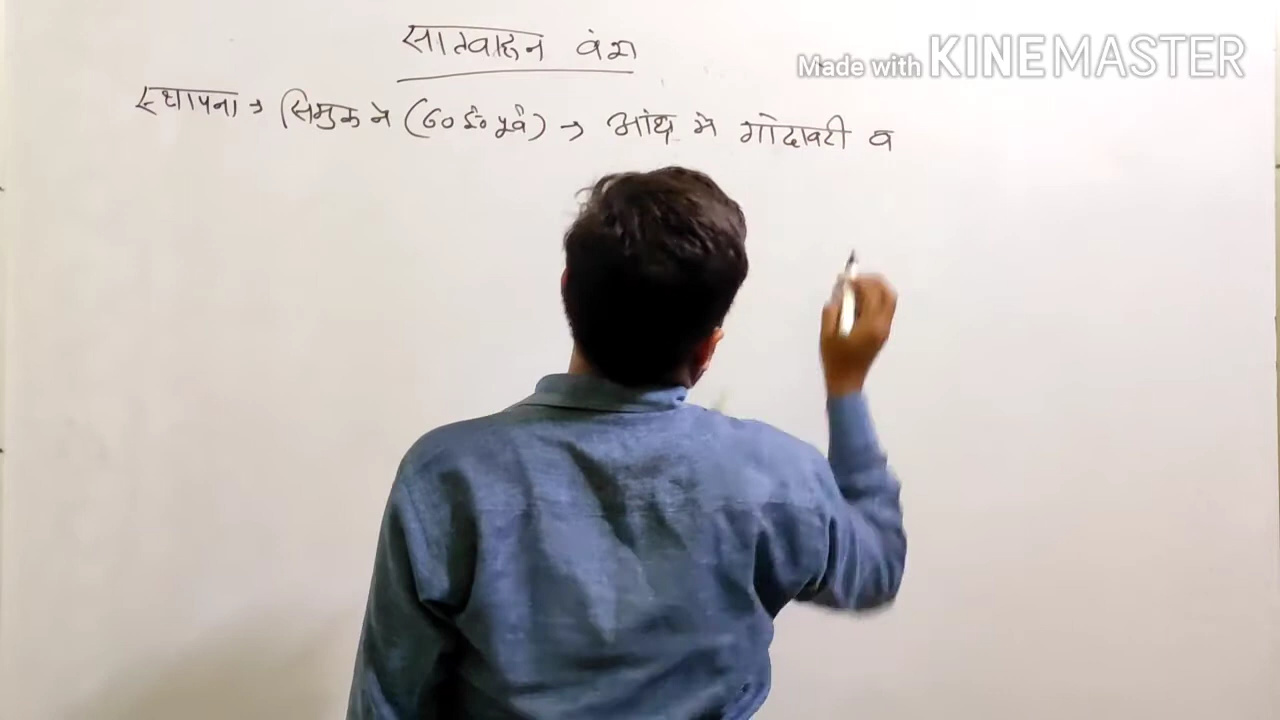 सातवाहन वंश
Made with KINEMASTER
स्थापना → सिमुक ने (60 ई० पूर्व) → आंध्र मे गोदावरी व